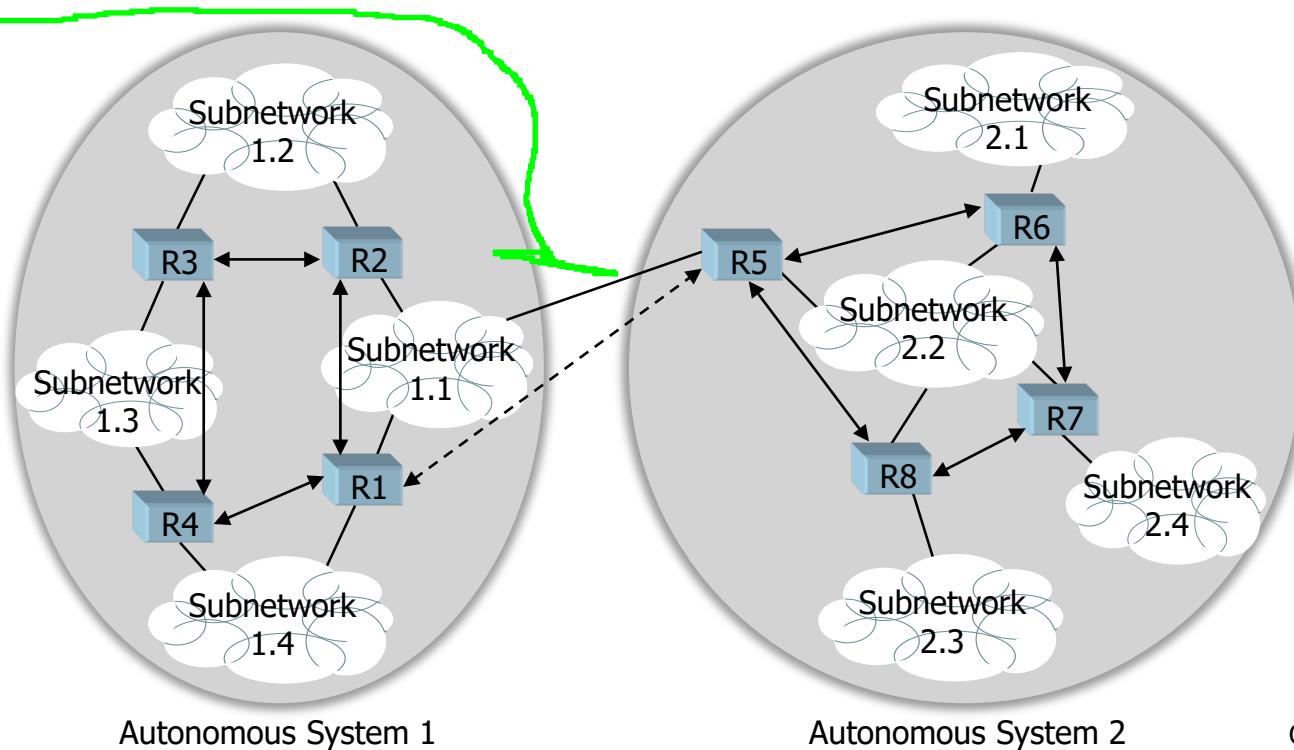 Subnetwork
1.2
R3
R2
Subnetwork
1.1
Subnetwork
1.3
R1
R4
Subnetwork
1.4
Autonomous System 1
Subnetwork
2.1
R6
R5
Subnetwork
2.2
R7
R8
Subnetwork
2.4
Subnetwork
2.3
Autonomous System 2